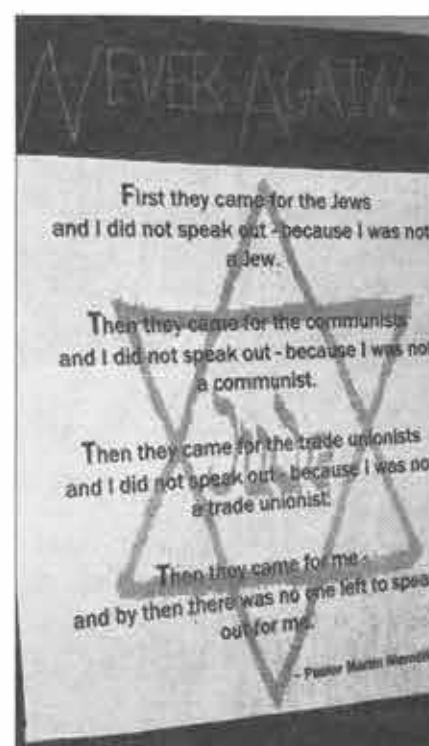 NEVER AGAIN
First they came for the Jews
and I did not speak out - because I was not
a Jew.
Then they came for the communists
and I did not speak out - because I was not
a communist.
Then they came for the trade unionists
and I did not speak out - because I was no
a trade unionist.
Then they came for me -
and by then there was no one left to spea
out for me.
- Pastor Martin